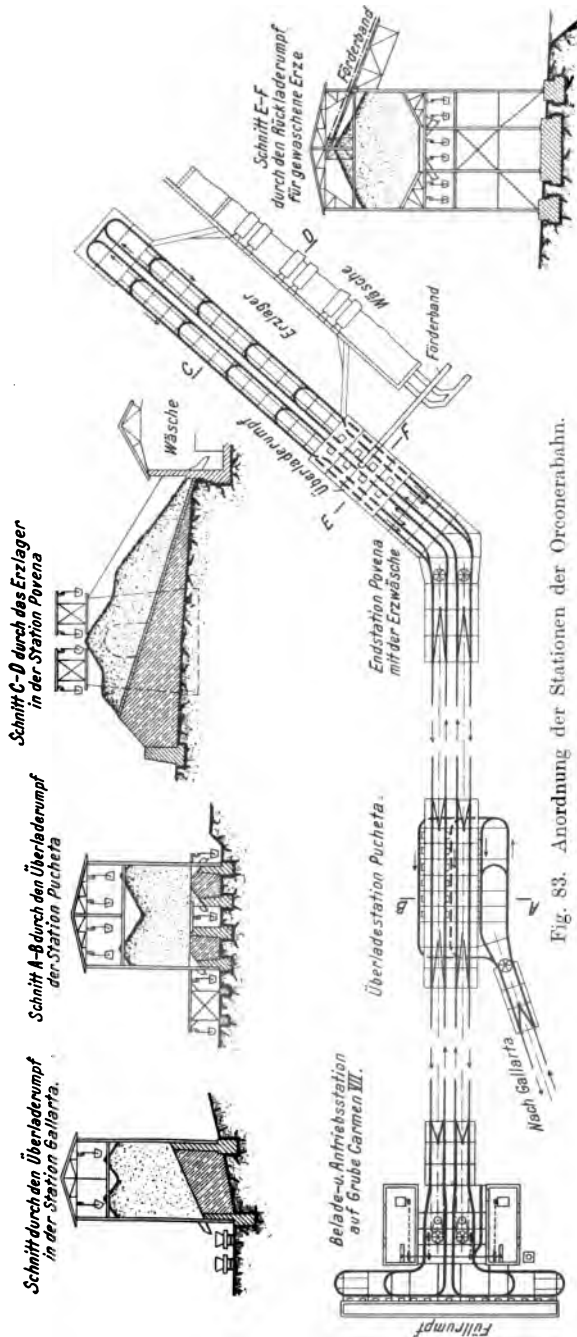 Schnitt durch den Überladerumpf
in der Station Gallarta.
Schnitt A-B durch den Überladerumpf
der Station Pucheta
Schnitt C-D durch das Erzlager
in der Station Povena
Wäsche
Schnitt E-F
durch den Rückladerumpf
für gewaschene Erze
Förderband
Belade- u. Antriebsstation
auf Grube Carmen VII.
Füllrumpf
Überladestation Pucheta.
B
A
Nach Gallarta
Endstation Povena
mit der Erzwäsche
Überladerumpf
E
F
C
D
Erzlager
Wäsche
Förderband
Fig. 83. Anordnung der Stationen der Orconerabahn.